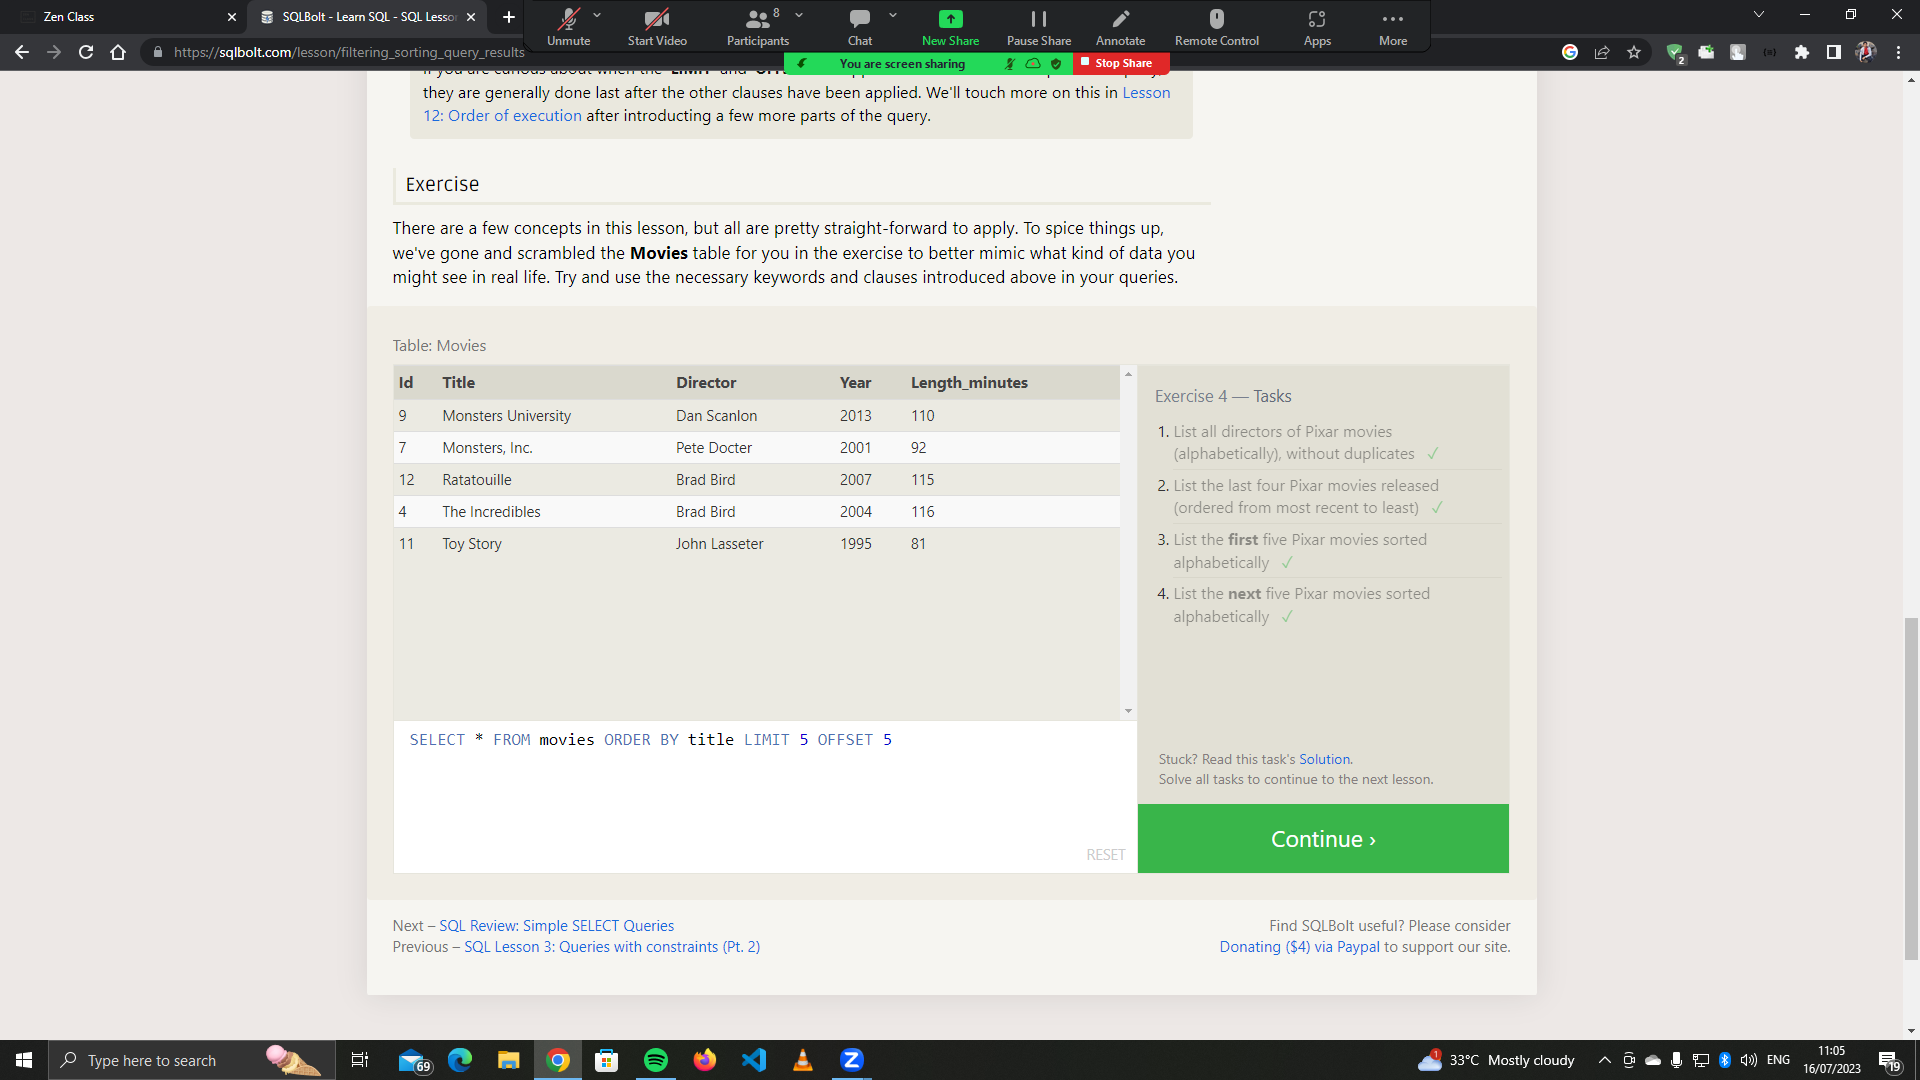 Zen Class
SQLBolt - Learn SQL - SQL Lesson
Unmute
Start Video
Participants
8
Chat
New Share
Pause Share
Annotate
Remote Control
Apps
More
https://sqlbolt.com/lesson/filtering_sorting_query_results
2
You are screen sharing
Stop Share
they are generally done last after the other clauses have been applied. We'll touch more on this in Lesson
12: Order of execution after introducting a few more parts of the query.
Exercise
There are a few concepts in this lesson, but all are pretty straight-forward to apply. To spice things up,
we've gone and scrambled the Movies table for you in the exercise to better mimic what kind of data you
might see in real life. Try and use the necessary keywords and clauses introduced above in your queries.
Table: Movies
Id Title Director Year Length_minutes
9 Monsters University Dan Scanlon 2013 110
7 Monsters, Inc. Pete Docter 2001 92
12 Ratatouille Brad Bird 2007 115
4 The Incredibles Brad Bird 2004 116
11 Toy Story John Lasseter 1995 81
SELECT * FROM movies ORDER BY title LIMIT 5 OFFSET 5
RESET
Exercise 4 — Tasks
1. List all directors of Pixar movies
(alphabetically), without duplicates ✓
2. List the last four Pixar movies released
(ordered from most recent to least) ✓
3. List the first five Pixar movies sorted
alphabetically ✓
4. List the next five Pixar movies sorted
alphabetically ✓
Stuck? Read this task's Solution.
Solve all tasks to continue to the next lesson.
Continue ›
Next – SQL Review: Simple SELECT Queries
Previous – SQL Lesson 3: Queries with constraints (Pt. 2)
Find SQLBolt useful? Please consider
Donating ($4) via Paypal to support our site.
Type here to search
69
1
33°C Mostly cloudy
ENG
11:05
16/07/2023
19